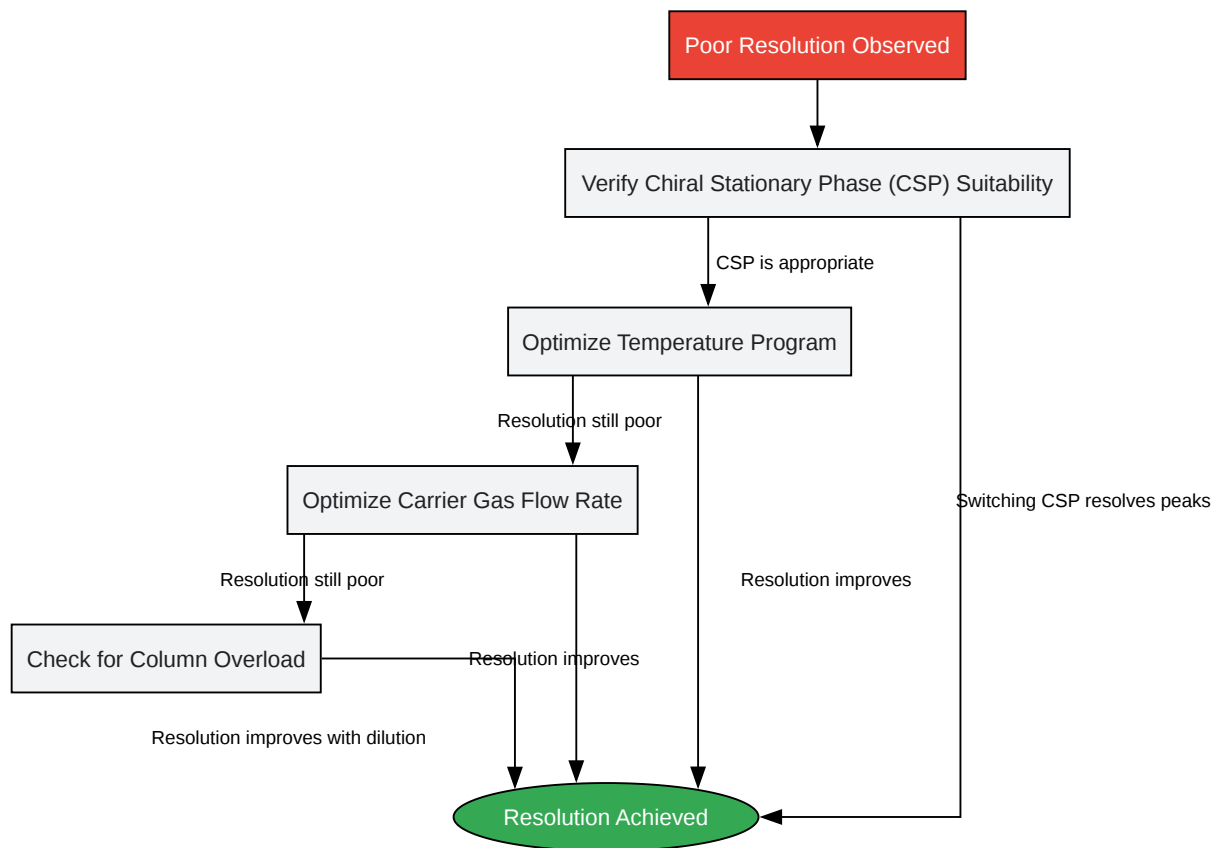 Poor Resolution Observed
Verify Chiral Stationary Phase (CSP) Suitability
CSP is appropriate
Optimize Temperature Program
Resolution still poor
Optimize Carrier Gas Flow Rate
Switching CSP resolves peaks
Resolution still poor
Resolution improves
Check for Column Overload
Resolution improves
Resolution improves with dilution
Resolution Achieved